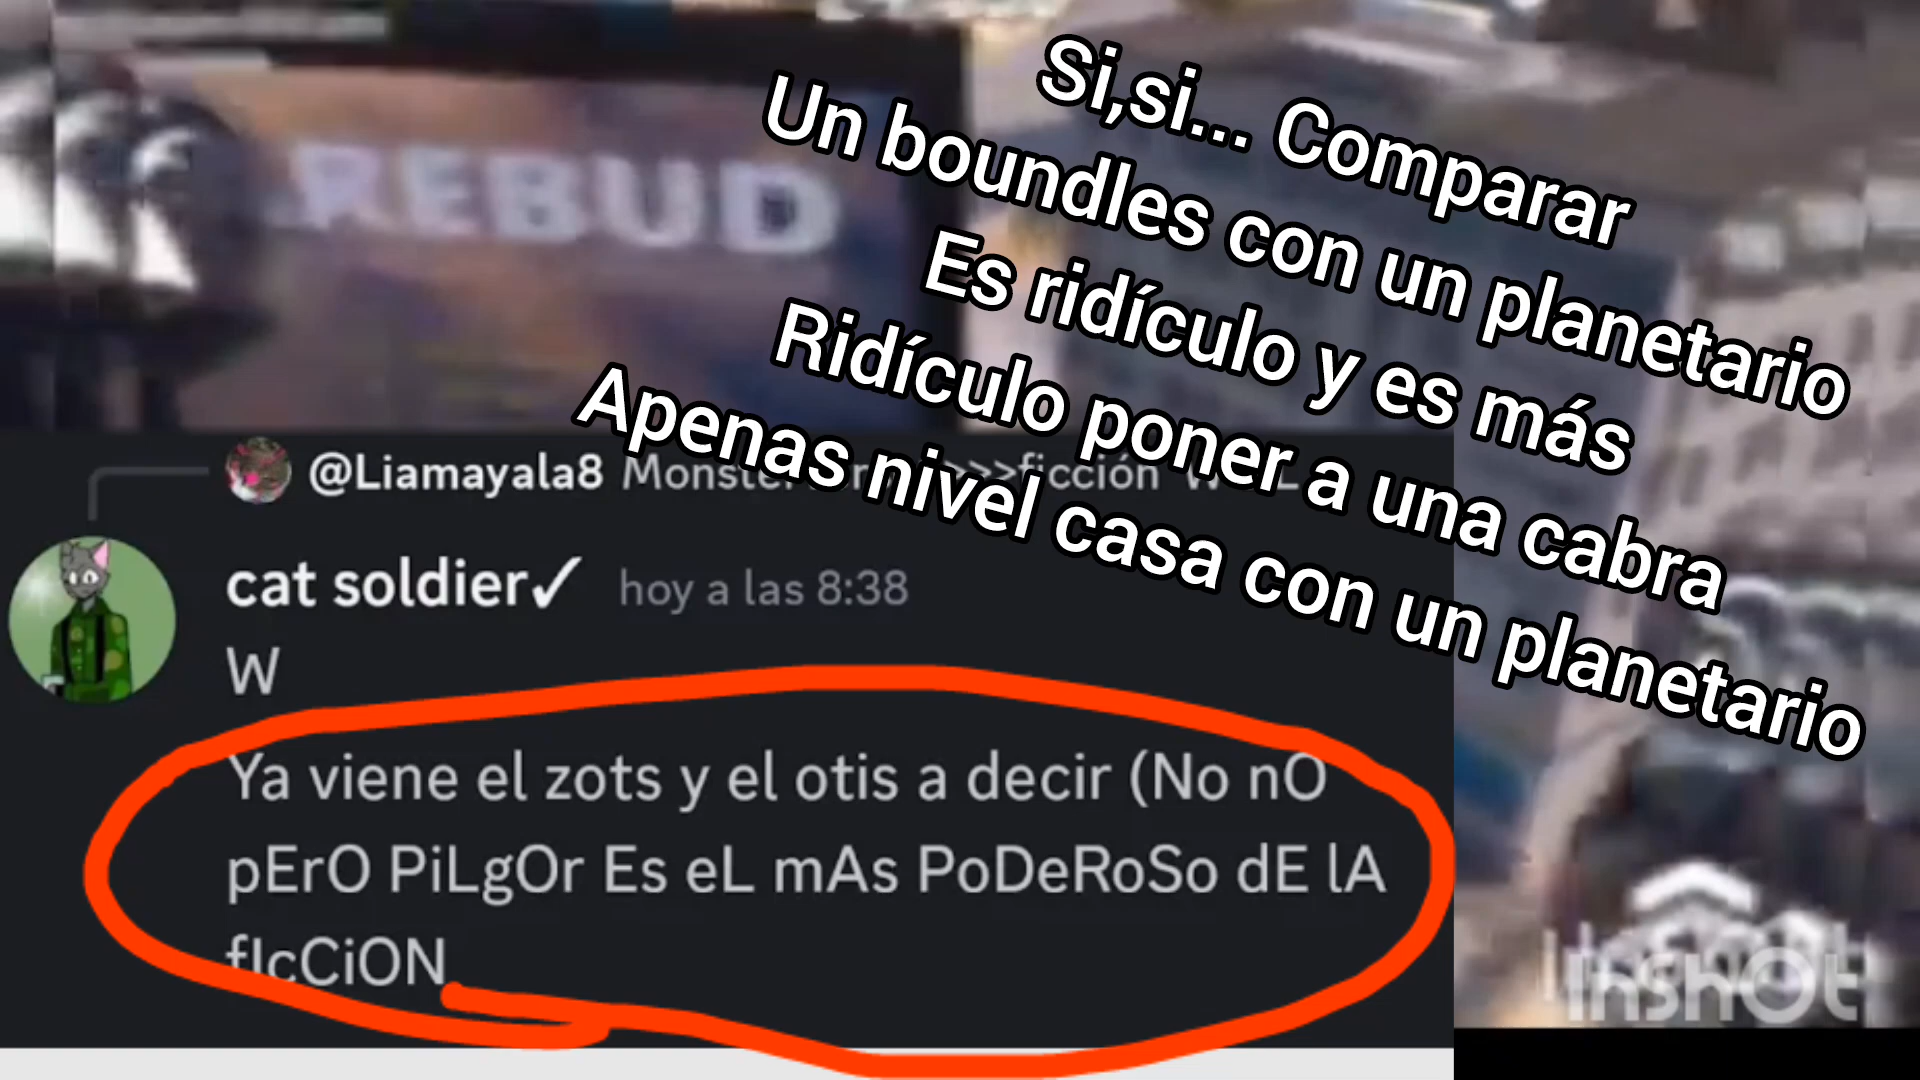 REBUD
Si,si... Comparar
Un boundles con un planetario
Es ridículo y es más
Ridículo poner a una cabra
Apenas nivel casa con un planetario
@Liamayala8 >>>ficción
cat soldier✓ hoy a las 8:38
W
Ya viene el zots y el otis a decir (No nO
pErO PiLgOr Es eL mAs PoDeRoSo dE lA
fIcCiON
InShOt